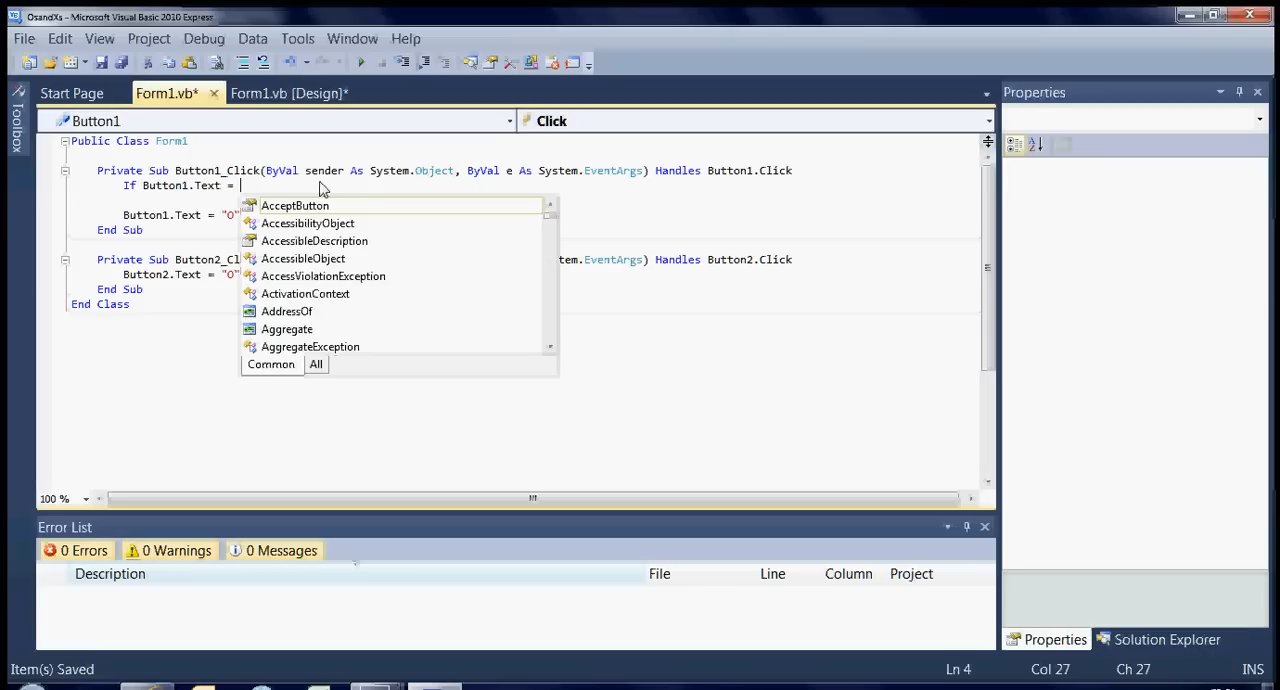 OsandXs - Microsoft Visual Basic 2010 Express
File Edit View Project Debug Data Tools Window Help
Start Page Form1.vb* Form1.vb [Design]* Properties
Toolbox
Button1 Click
Public Class Form1
Private Sub Button1_Click(ByVal sender As System.Object, ByVal e As System.EventArgs) Handles Button1.Click
If Button1.Text =
AcceptButton
Button1.Text = "O"
AccessibilityObject
End Sub
AccessibleDescription
Private Sub Button2_Cl tem.EventArgs) Handles Button2.Click
AccessibleObject
Button2.Text = "O"
AccessViolationException
End Sub
ActivationContext
End Class
AddressOf
Aggregate
AggregateException
Common All
100 %
Error List
0 Errors 0 Warnings 0 Messages
Description File Line Column Project
Properties Solution Explorer
Item(s) Saved Ln 4 Col 27 Ch 27 INS